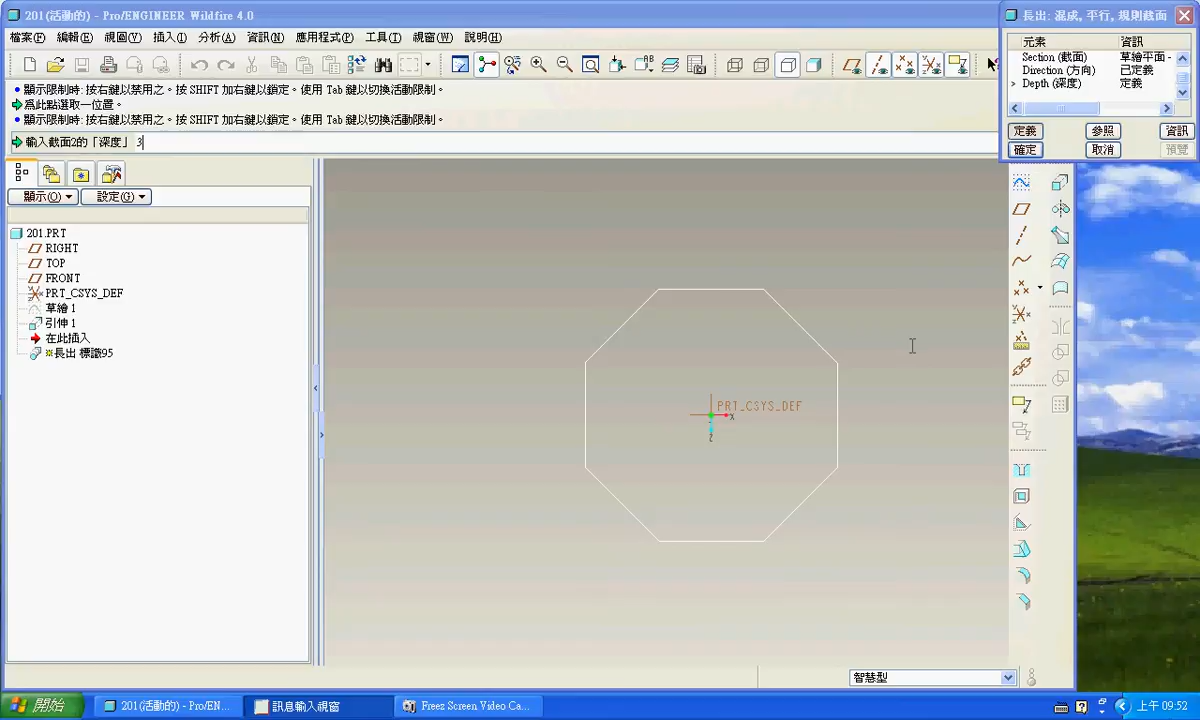 201(活動的) - Pro/ENGINEER Wildfire 4.0
檔案(F) 編輯(E) 視圖(V) 插入(I) 分析(A) 資訊(N) 應用程式(P) 工具(T) 視窗(W) 說明(H)
•顯示限制時: 按右鍵以禁用之。按 SHIFT 加右鍵以鎖定。使用 Tab 鍵以切換活動限制。
為此點選取一位置。
•顯示限制時: 按右鍵以禁用之。按 SHIFT 加右鍵以鎖定。使用 Tab 鍵以切換活動限制。
輸入截面2的「深度」 3
長出: 混成, 平行, 規則截面
元素 資訊
Section (截面) 草繪平面 -
Direction (方向) 已定義
> Depth (深度) 定義
定義 參照 資訊
確定 取消 預覽
顯示(O) 設定(G)
201.PRT
RIGHT
TOP
FRONT
PRT_CSYS_DEF
草繪 1
引伸 1
在此插入
※長出 標識95
PRT_CSYS_DEF
X
Z
智慧型
開始 201(活動的) - Pro/EN... 訊息輸入視窗 Freez Screen Video Ca... 上午 09:52